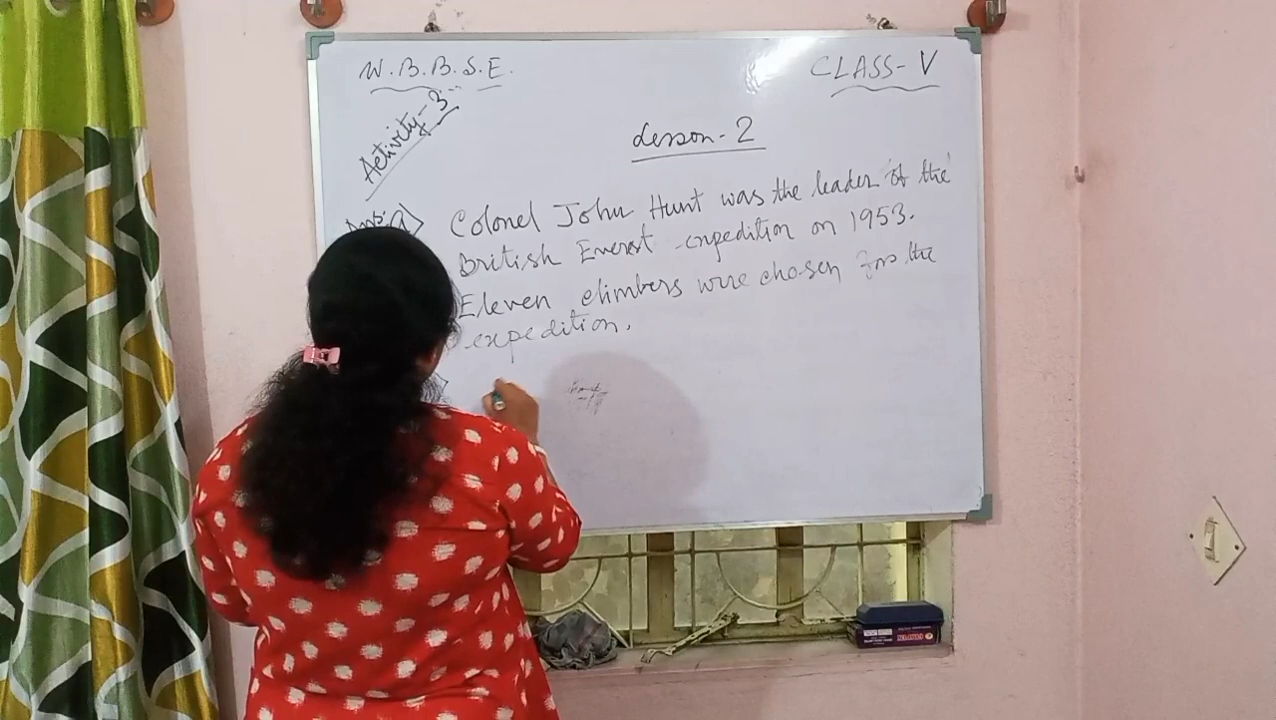 W.B.B.S.E.
CLASS-V
Activity-3
Lesson-2
Ans: a) Colonel John Hunt was the leader of the
British Everest expedition on 1953.
Eleven climbers were chosen for the
expedition.